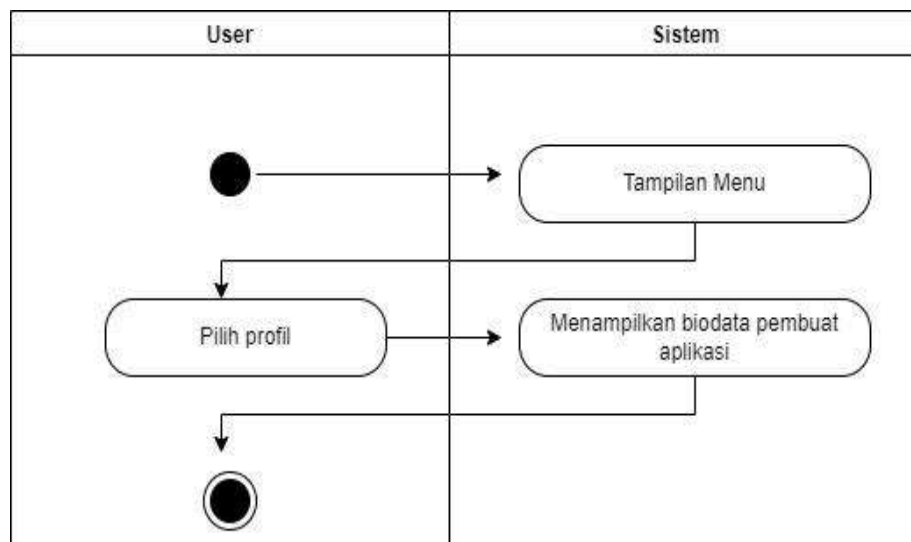 User
Sistem
Tampilan Menu
Pilih profil
Menampilkan biodata pembuat
aplikasi